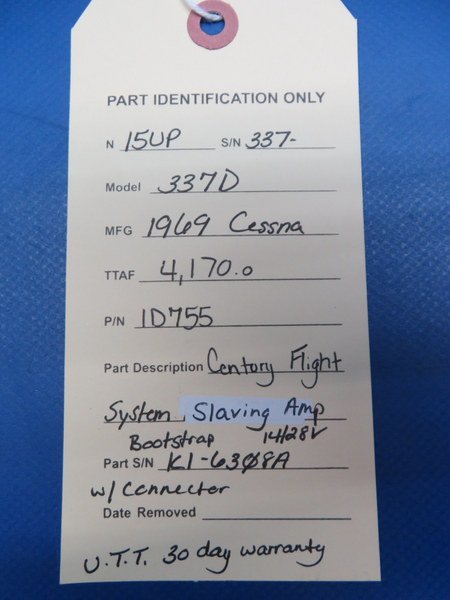 PART IDENTIFICATION ONLY
N 15UP S/N 337-
Model 337D
MFG 1969 Cessna
TTAF 4,170.0
P/N 1D755
Part Description Century Flight
System Slaving Amp
Bootstrap 14/28V
Part S/N K1-6308A
w/ Connecter
Date Removed
U.T.T. 30 day warranty